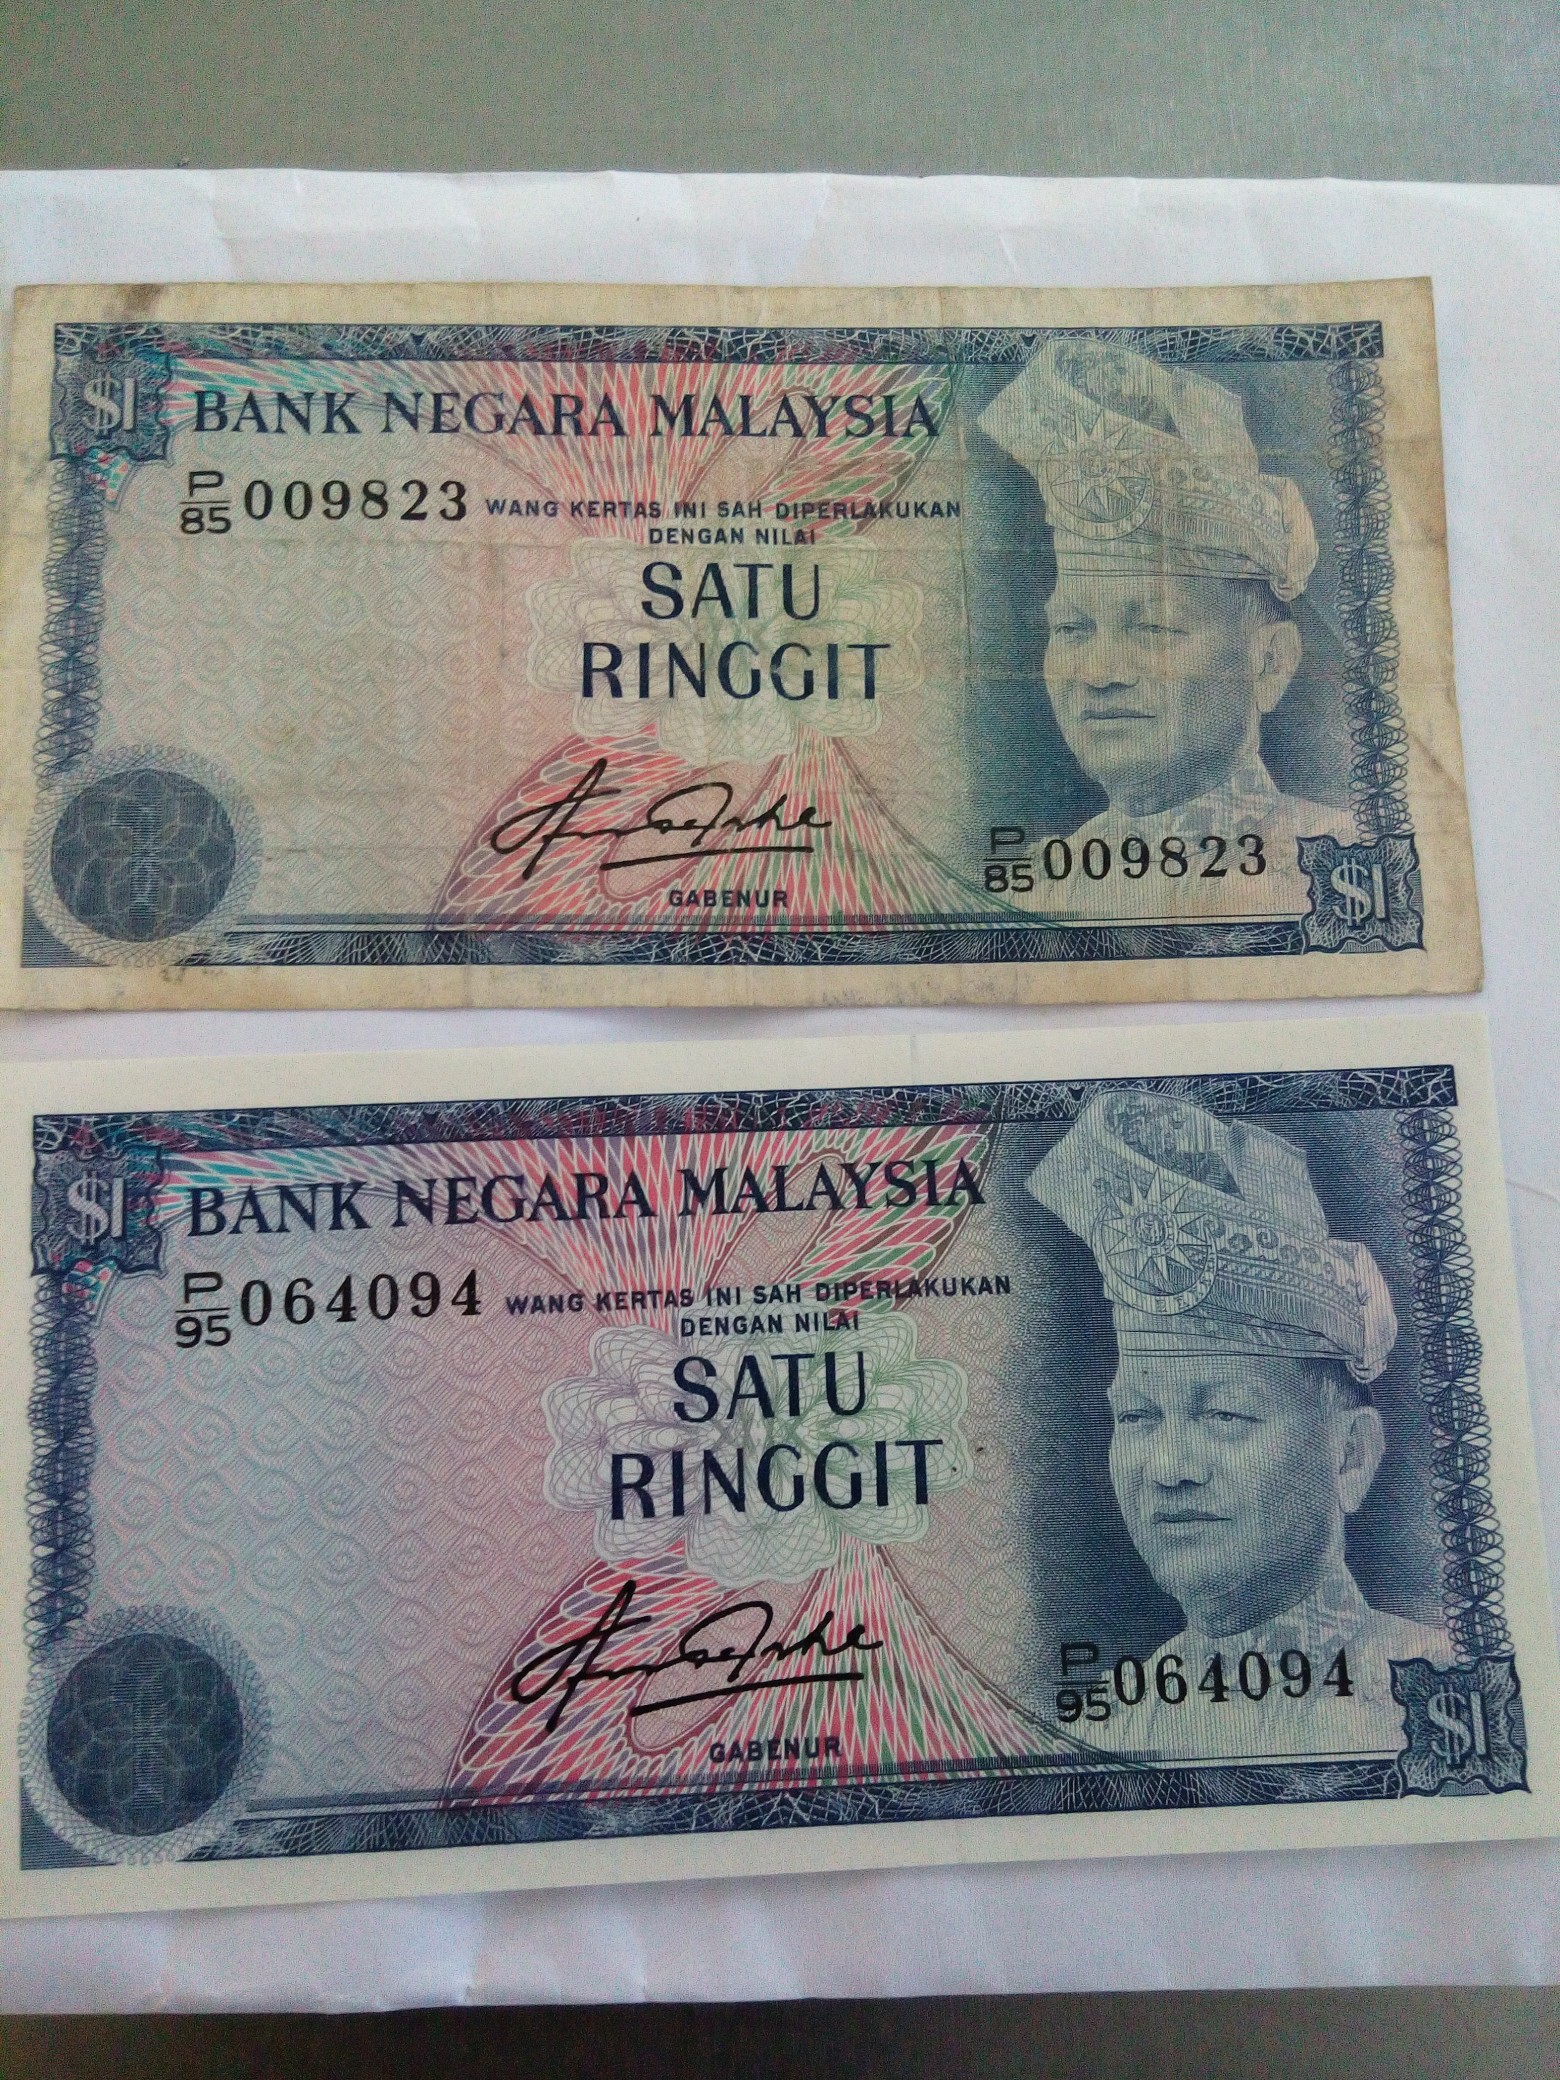 $1
BANK NEGARA MALAYSIA
P/85 009823
WANG KERTAS INI SAH DIPERLAKUKAN
DENGAN NILAI
SATU
RINGGIT
GABENUR
P/85 009823
1
$1
$1
BANK NEGARA MALAYSIA
P/95 064094
WANG KERTAS INI SAH DIPERLAKUKAN
DENGAN NILAI
SATU
RINGGIT
GABENUR
P/95 064094
1
$1